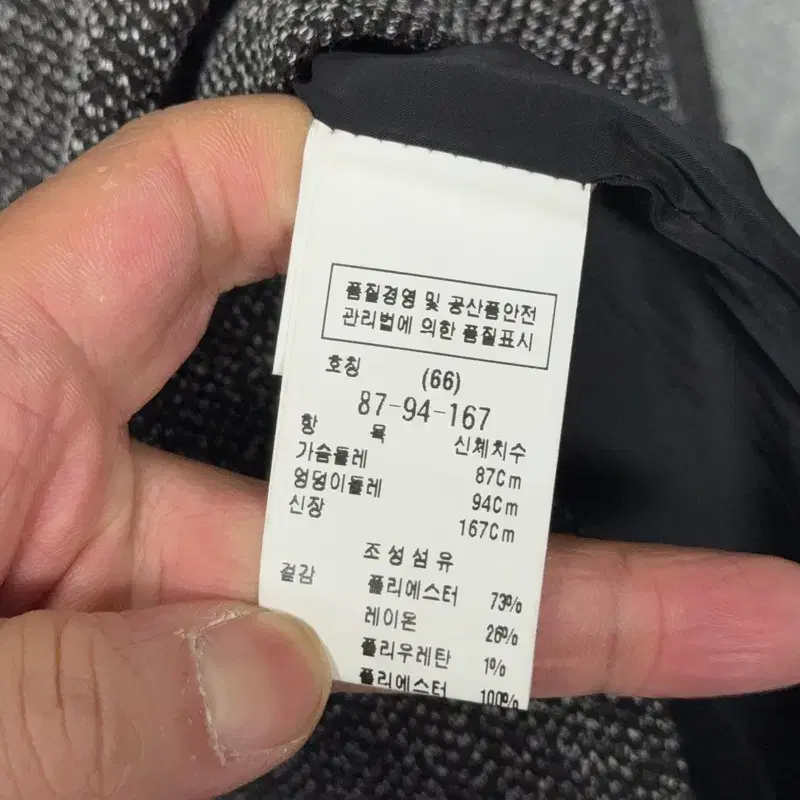 품질경영 및 공산품안전
관리법에 의한 품질표시
호칭 (66)
87-94-167
항 목 신체치수
가슴둘레 87Cm
엉덩이둘레 94Cm
신장 167Cm
조성섬유
겉감 폴리에스터 73%
레이온 26%
폴리우레탄 1%
폴리에스터 100%